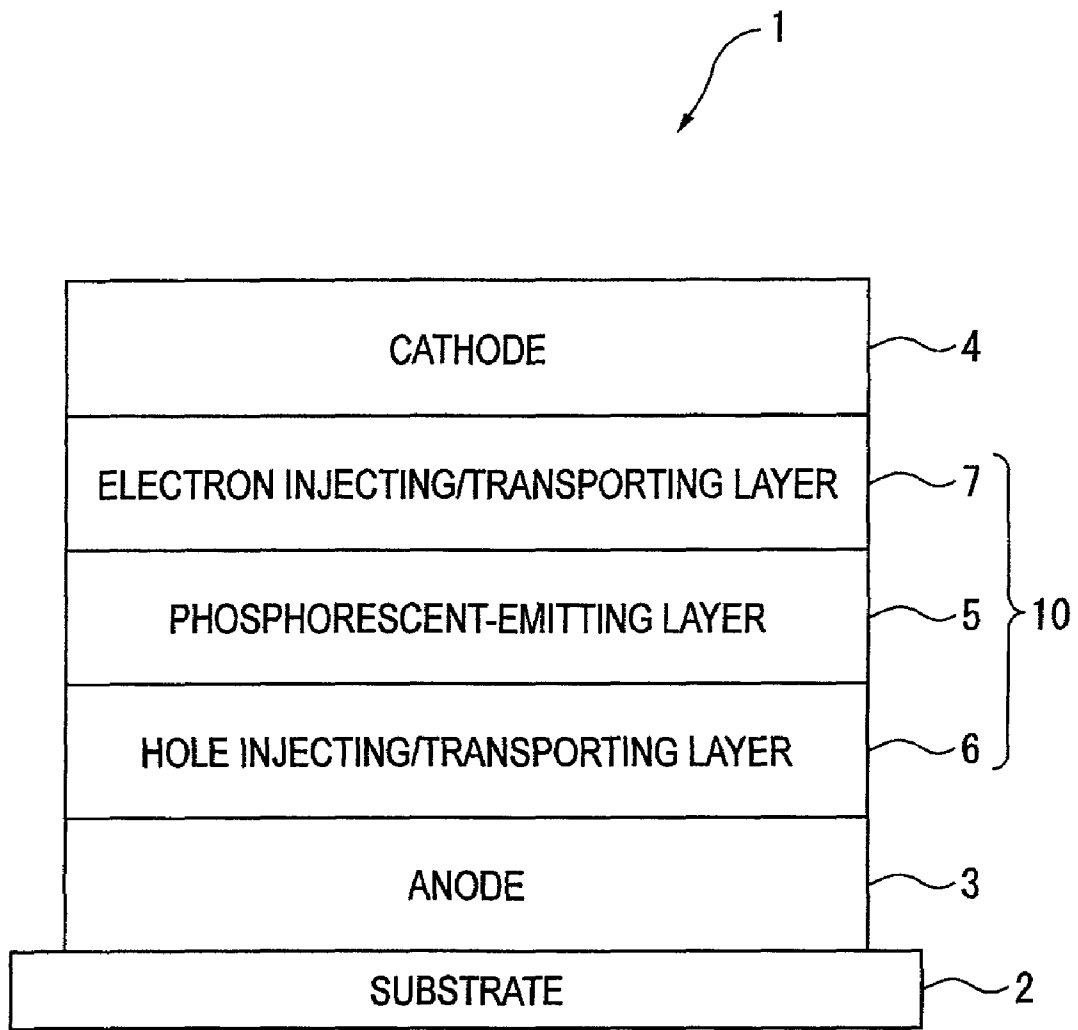 1
CATHODE 4
ELECTRON INJECTING/TRANSPORTING LAYER 7
PHOSPHORESCENT-EMITTING LAYER 5 10
HOLE INJECTING/TRANSPORTING LAYER 6
ANODE 3
SUBSTRATE 2